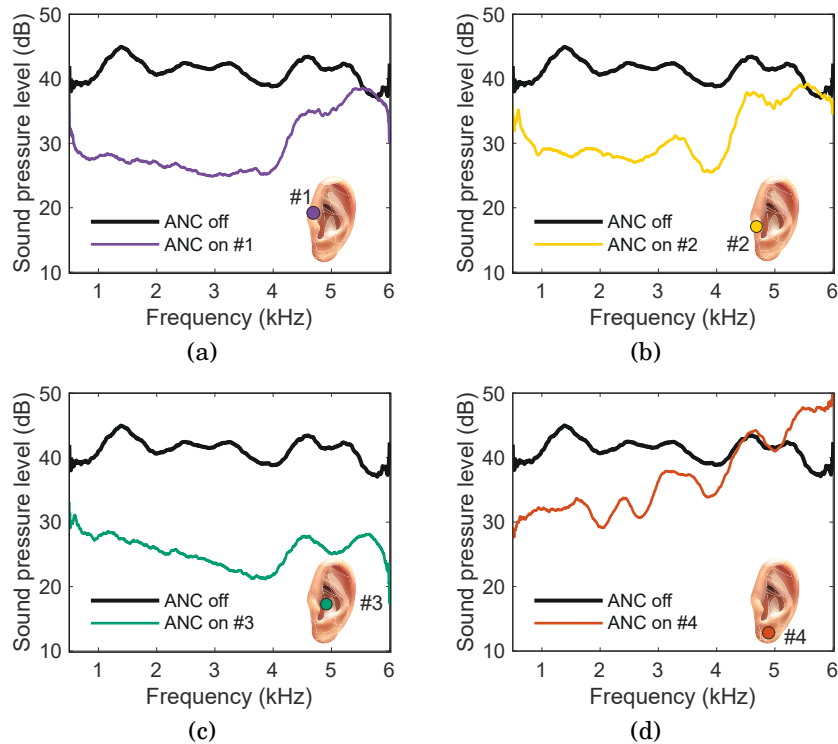 50
40
30
20
10
Sound pressure level (dB)
#1
ANC off
ANC on #1
1 2 3 4 5 6
Frequency (kHz)
(a)
50
40
30
20
10
Sound pressure level (dB)
ANC off
ANC on #2
#2
1 2 3 4 5 6
Frequency (kHz)
(b)
50
40
30
20
10
Sound pressure level (dB)
ANC off
#3
ANC on #3
1 2 3 4 5 6
Frequency (kHz)
(c)
50
40
30
20
10
Sound pressure level (dB)
ANC off
ANC on #4
#4
1 2 3 4 5 6
Frequency (kHz)
(d)